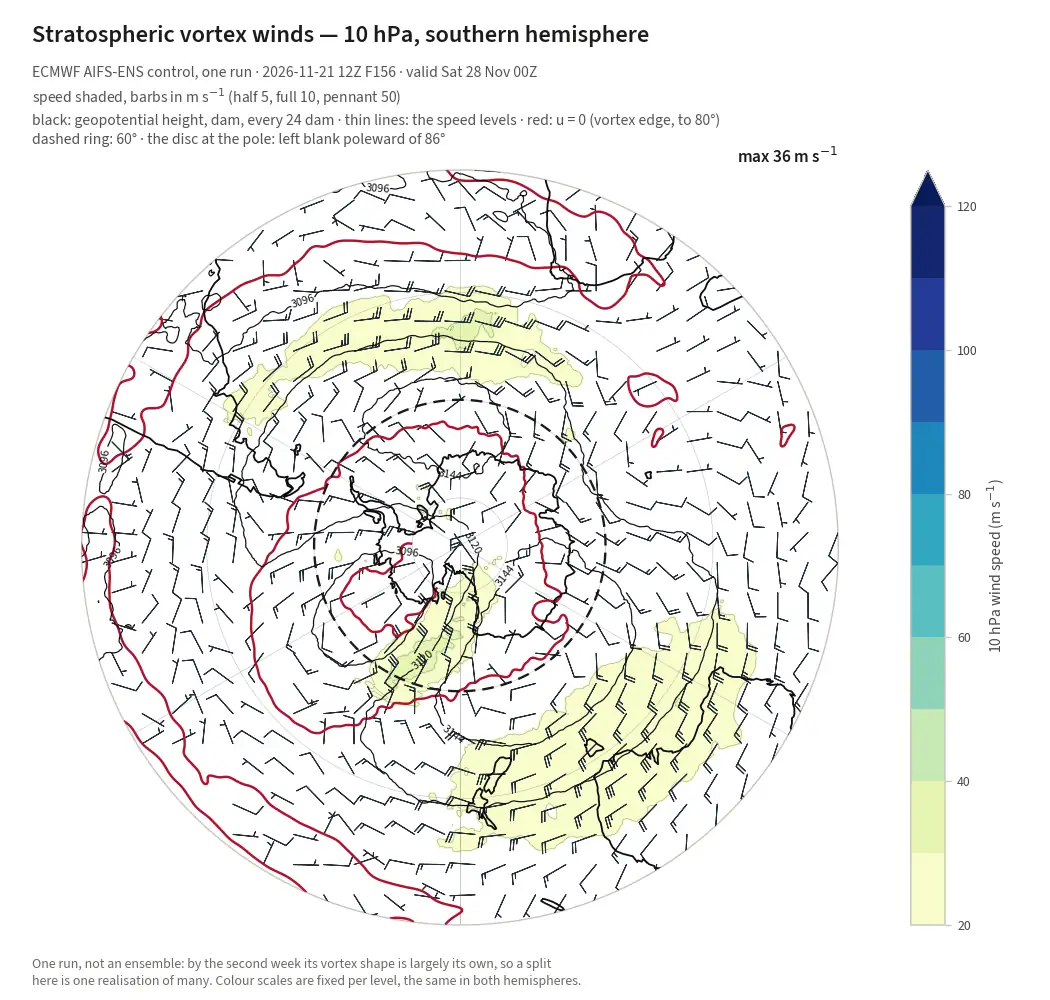 Stratospheric vortex winds — 10 hPa, southern hemisphere
ECMWF AIFS-ENS control, one run · 2026-11-21 12Z F156 · valid Sat 28 Nov 00Z
speed shaded, barbs in m s⁻¹ (half 5, full 10, pennant 50)
black: geopotential height, dam, every 24 dam · thin lines: the speed levels · red: u = 0 (vortex edge, to 80°)
dashed ring: 60° · the disc at the pole: left blank poleward of 86°
max 36 m s⁻¹
3096
120
3096
100
3096
3144
80
3120
3096
3096
3144
10 hPa wind speed (m s⁻¹)
60
3120
3144
40
20
One run, not an ensemble: by the second week its vortex shape is largely its own, so a split
here is one realisation of many. Colour scales are fixed per level, the same in both hemispheres.